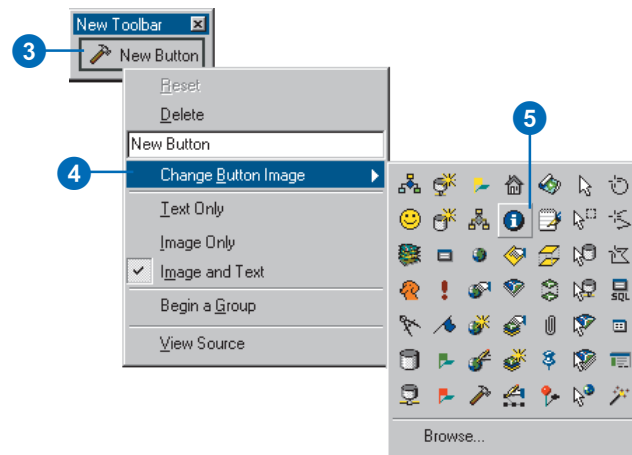 New Toolbar
3
New Button
Reset
Delete
New Button
4
Change Button Image
5
Text Only
Image Only
Image and Text
Begin a Group
View Source
SQL
Browse...